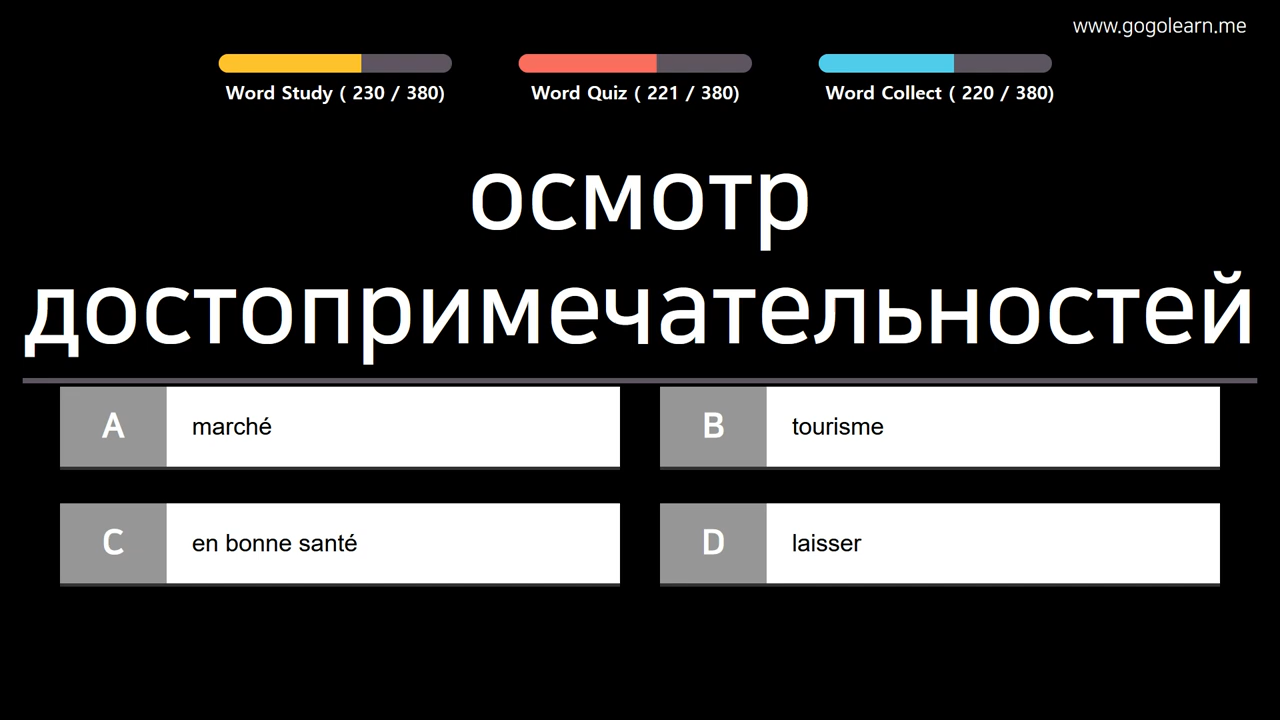 www.gogolearn.me
Word Study ( 230 / 380)
Word Quiz ( 221 / 380)
Word Collect ( 220 / 380)
осмотр
достопримечательностей
A
marché
B
tourisme
C
en bonne santé
D
laisser